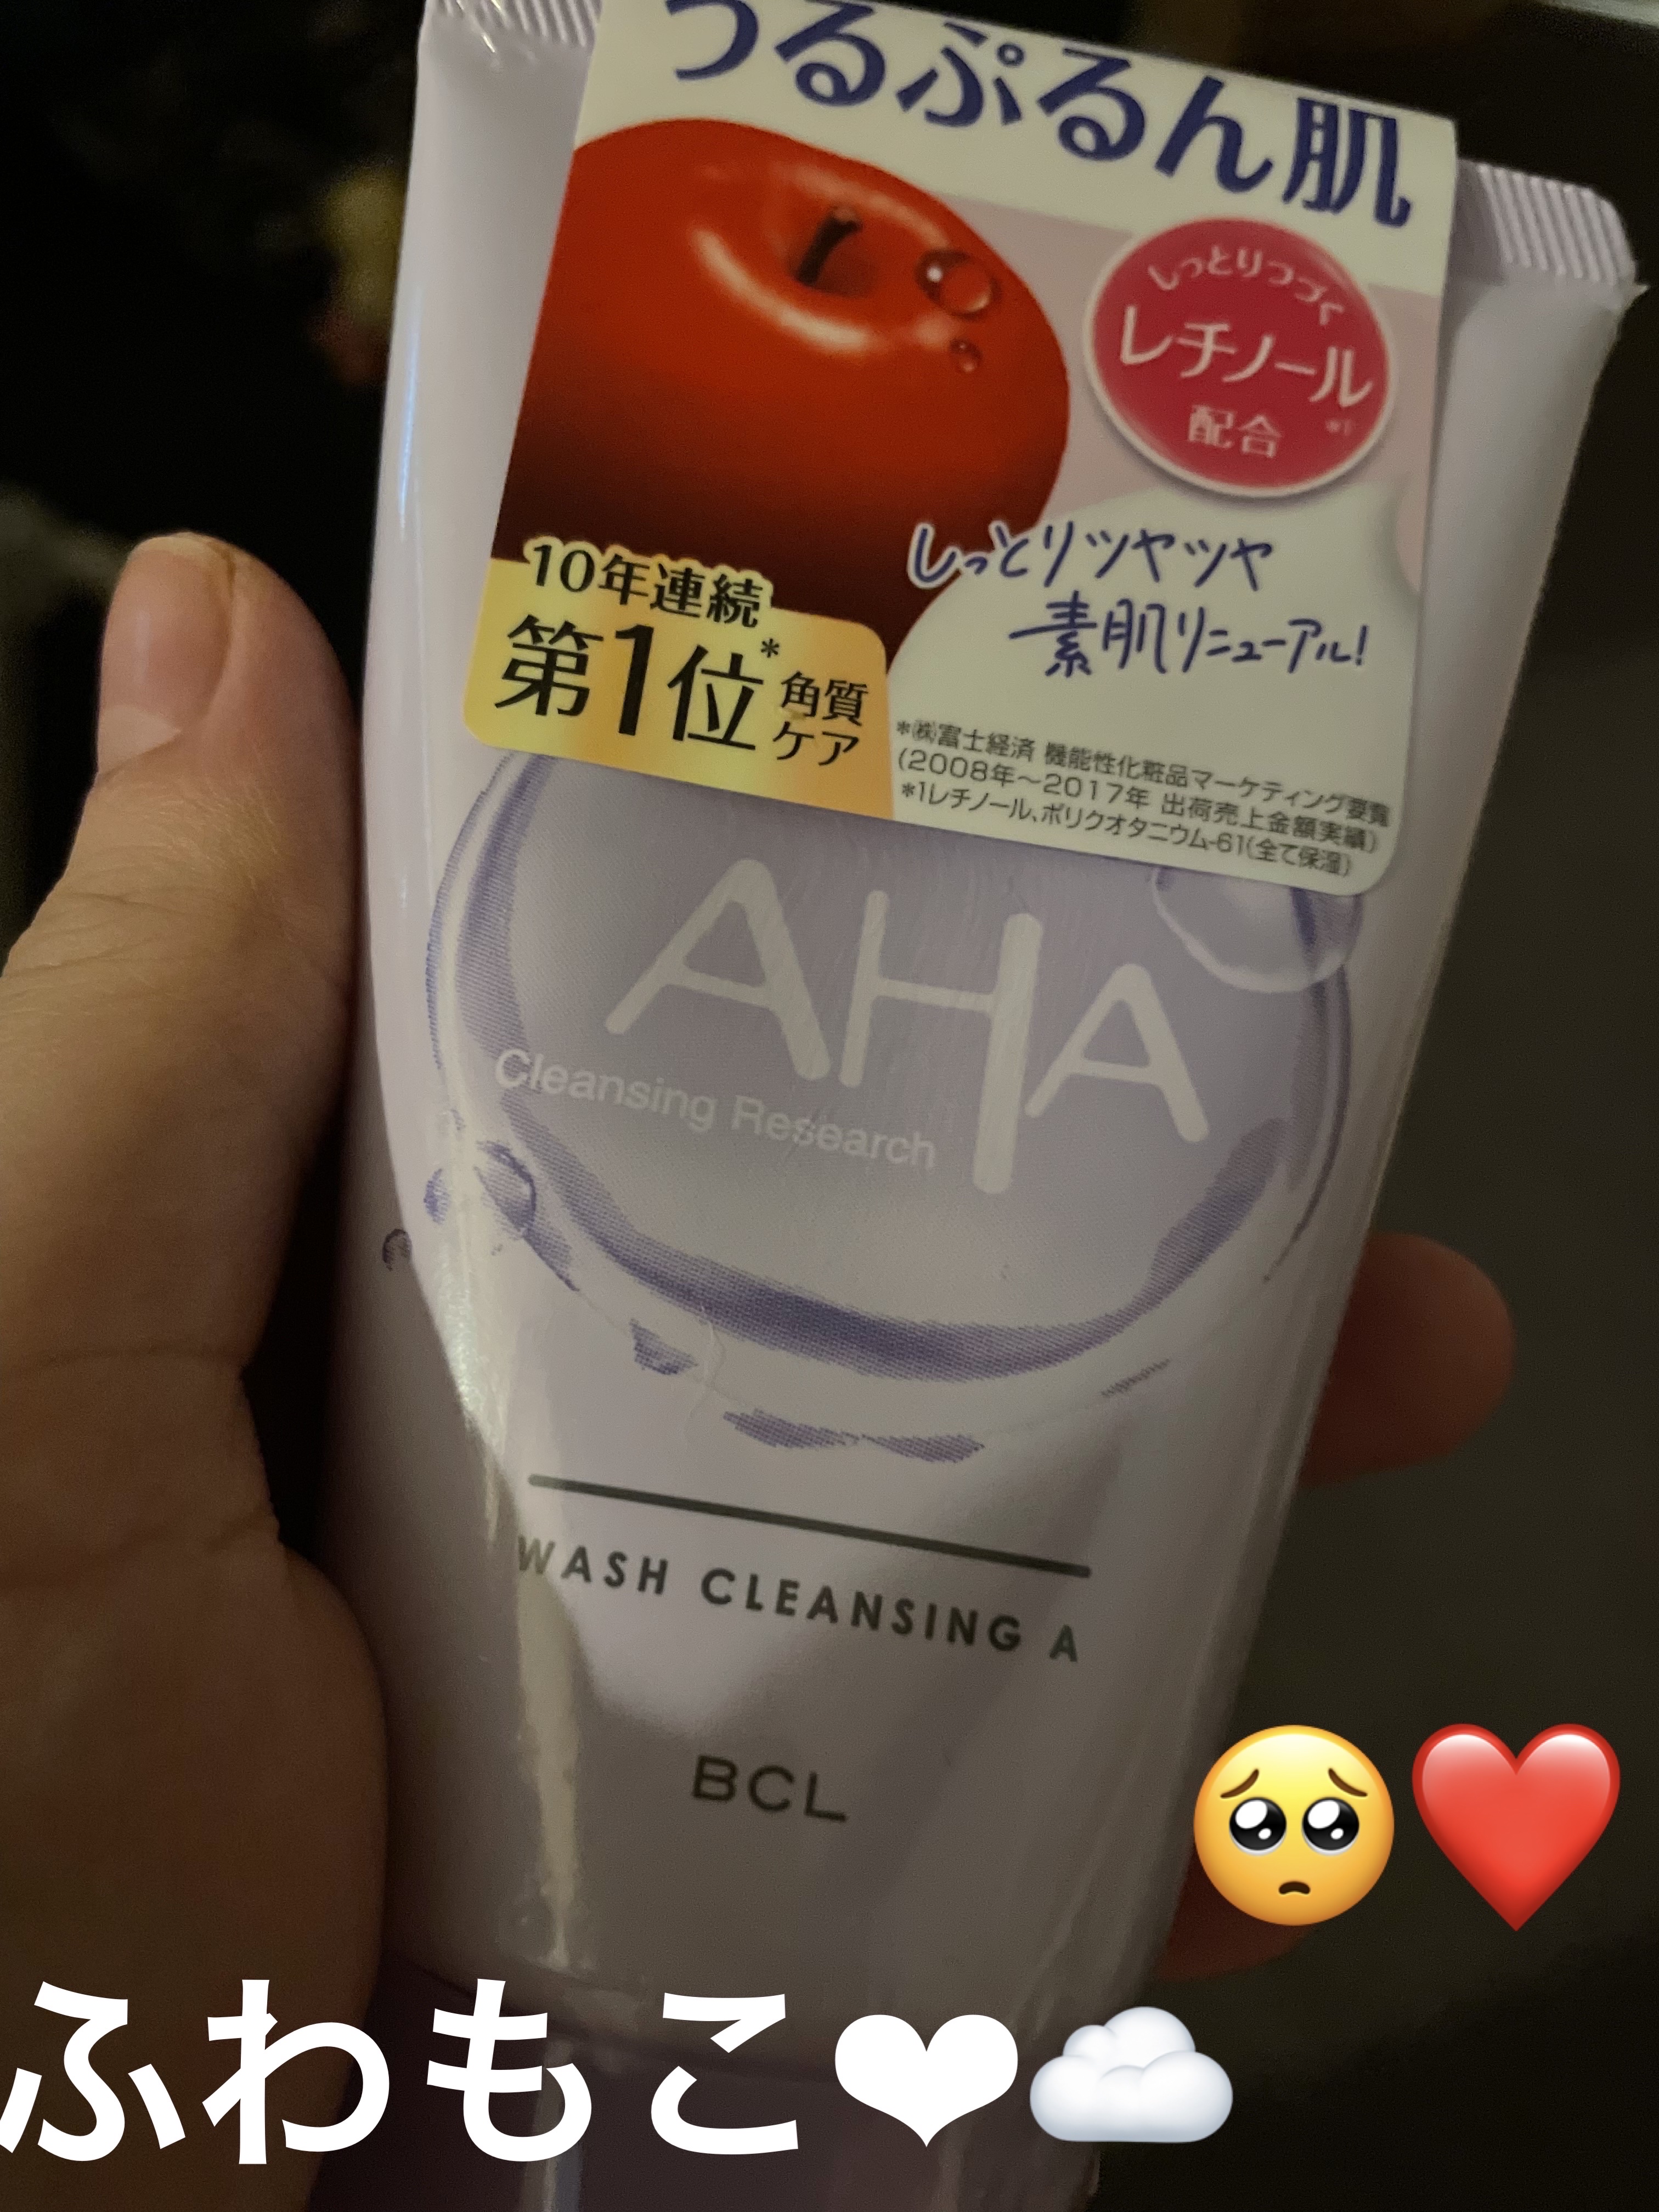 つるぷるん肌
しっとりつづく
レチノール
配合
*1
しっとりツヤツヤ
素肌リニューアル!
10年連続
第1位*
角質
ケア
*㈱富士経済 機能性化粧品マーケティング要覧
(2008年～2017年 出荷売上金額実績)
*1レチノール、ポリクオタニウム-61(全て保湿)
AHA
Cleansing Research
WASH CLEANSING A
BCL
🥺❤️
ふわもこ❤☁️